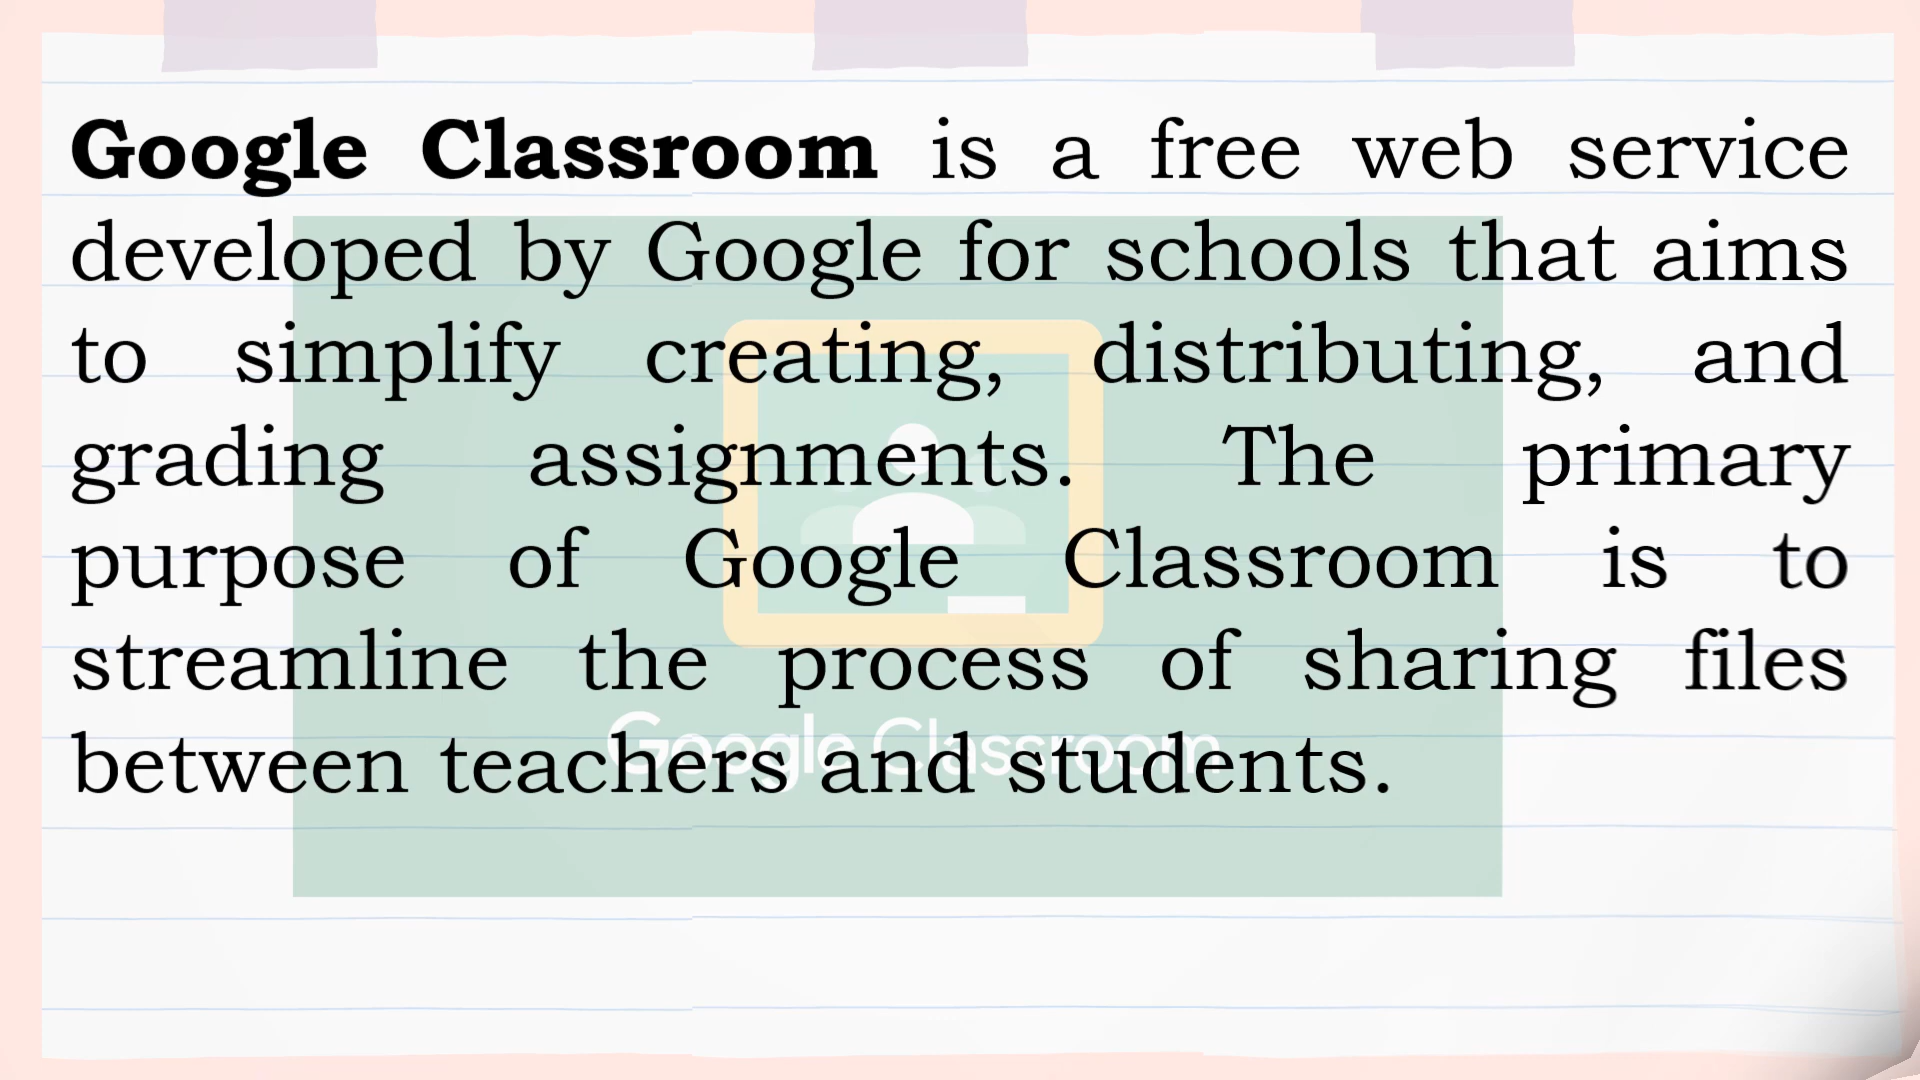 Google Classroom is a free web service
developed by Google for schools that aims
to simplify creating, distributing, and
grading assignments. The primary
purpose of Google Classroom is to
streamline the process of sharing files
between teachers and students.
Google Classroom